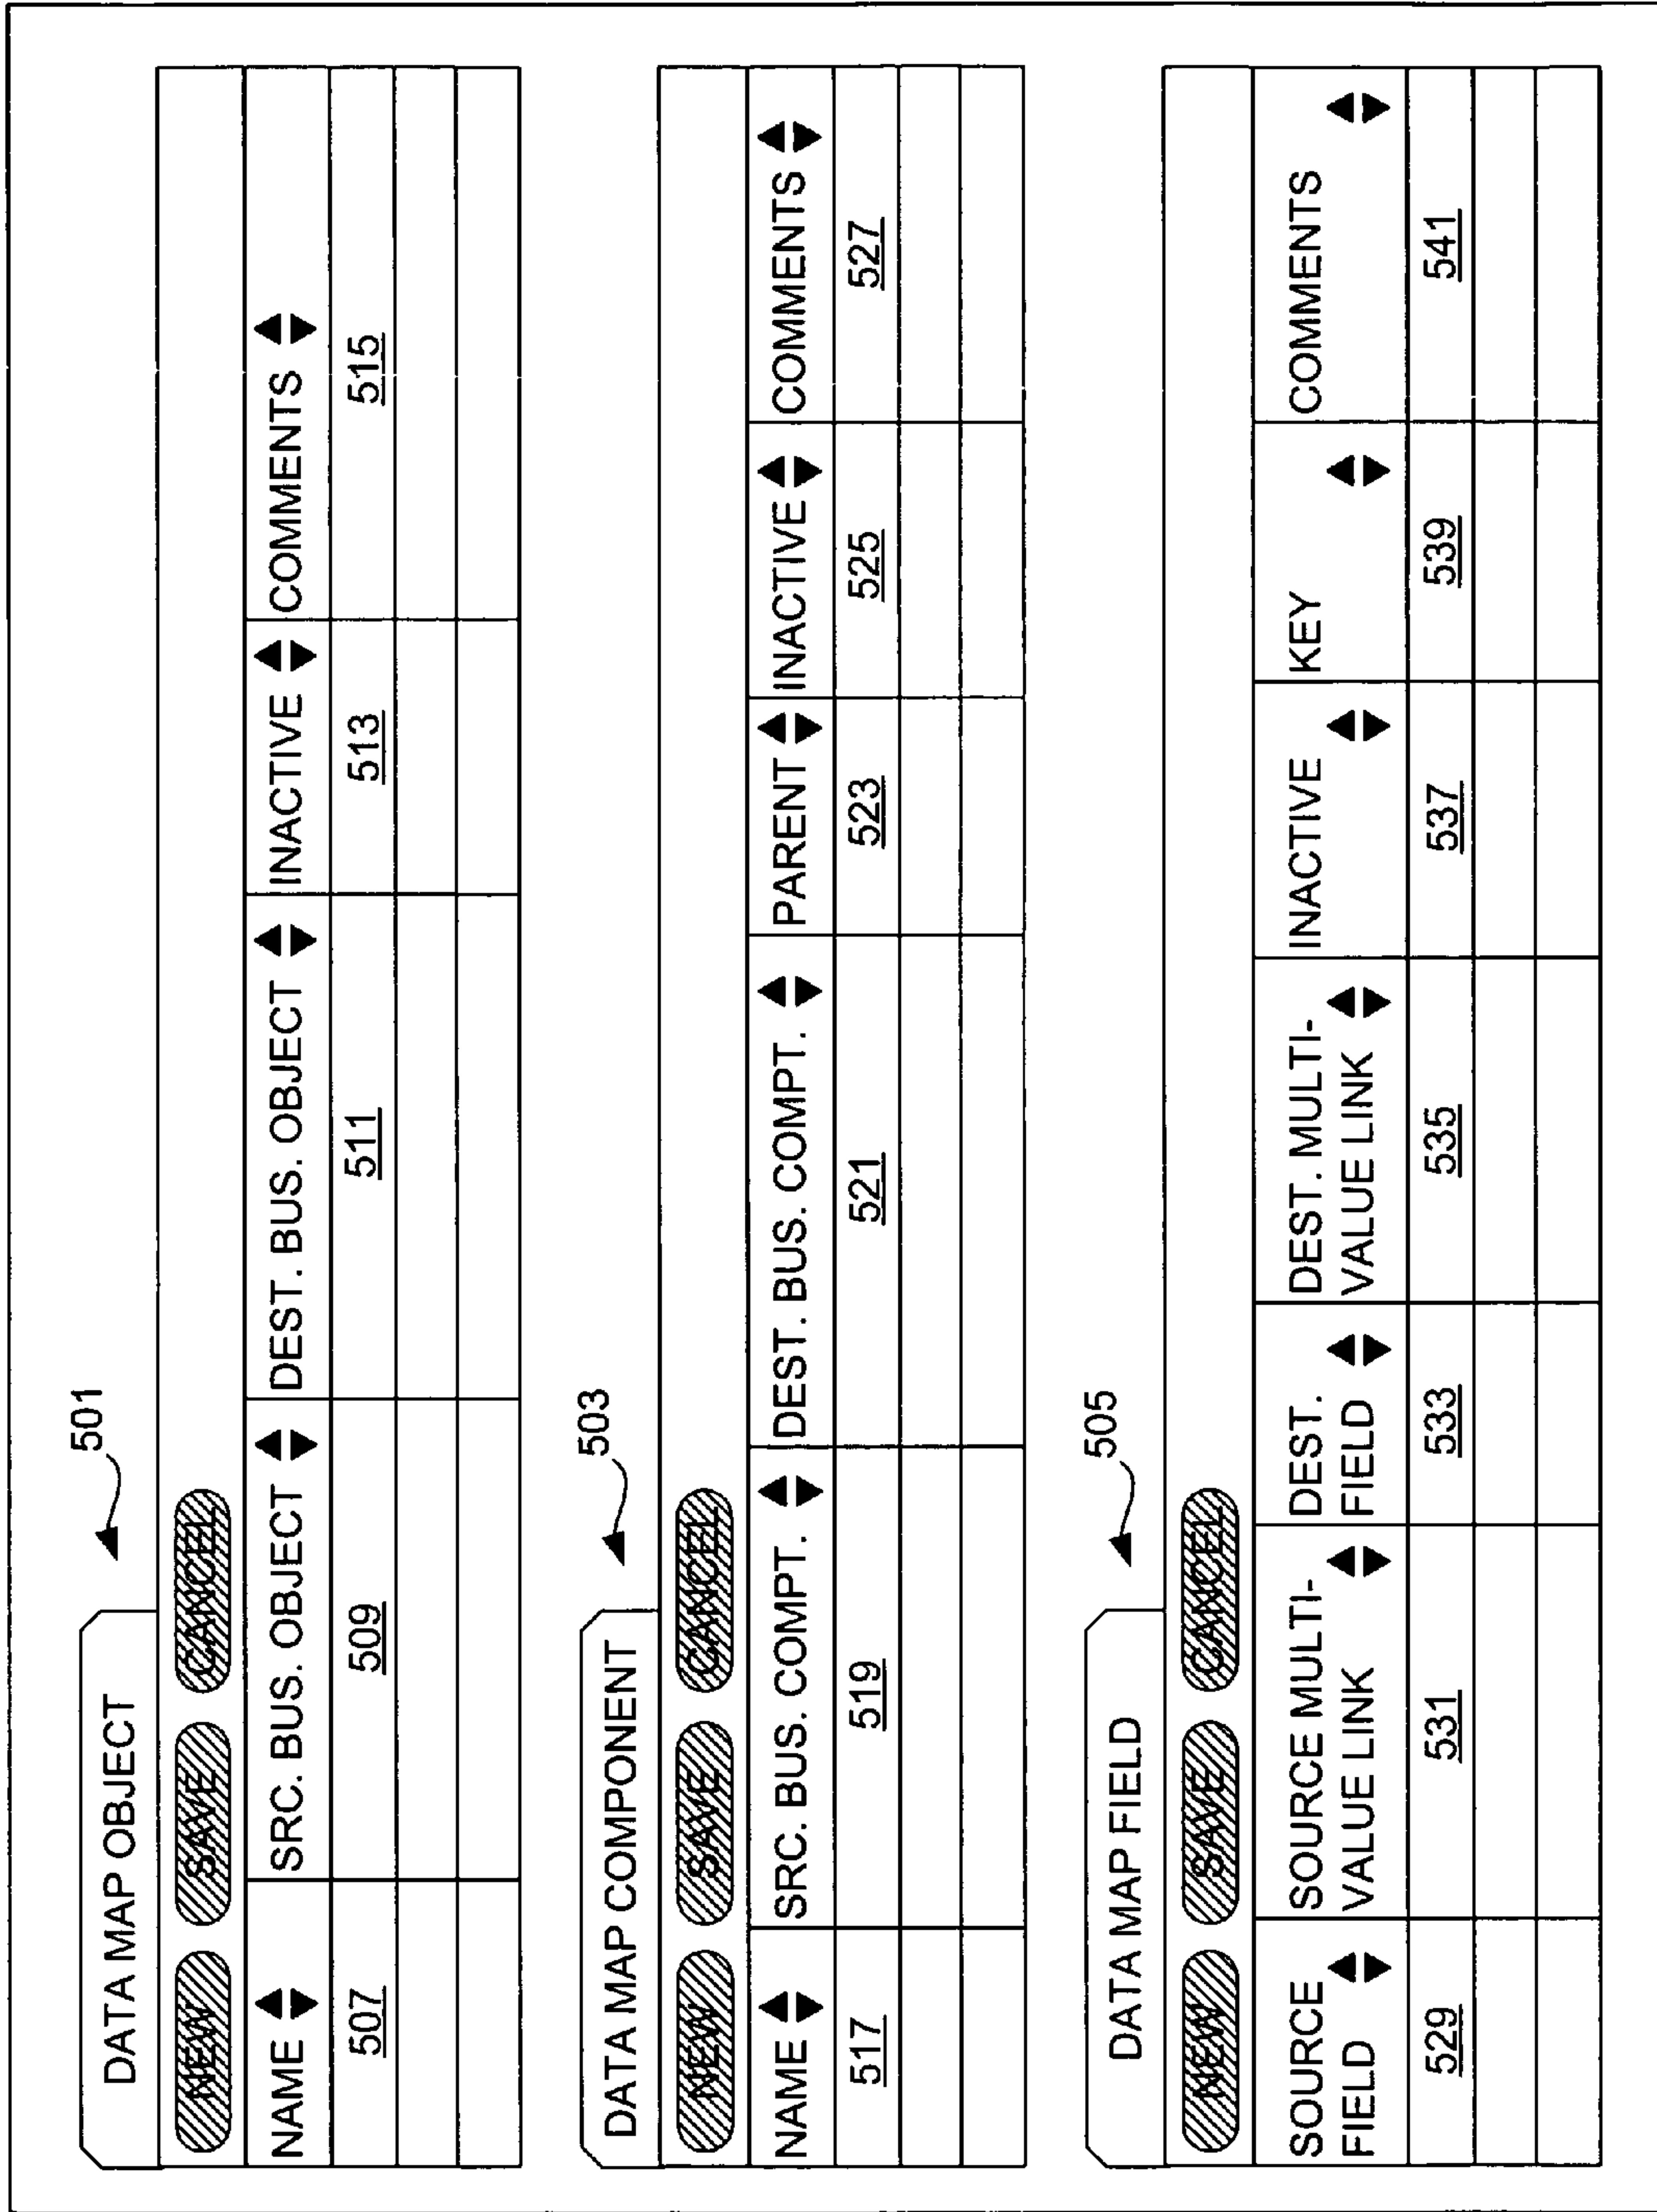 501
DATA MAP OBJECT
NEW SAVE CANCEL
NAME SRC. BUS. OBJECT DEST. BUS. OBJECT INACTIVE COMMENTS
507 509 511 513 515
503
DATA MAP COMPONENT
NEW SAVE CANCEL
NAME SRC. BUS. COMPT. DEST. BUS. COMPT. PARENT INACTIVE COMMENTS
517 519 521 523 525 527
505
DATA MAP FIELD
NEW SAVE CANCEL
SOURCE SOURCE MULTI- DEST. DEST. MULTI- INACTIVE KEY COMMENTS
FIELD VALUE LINK FIELD VALUE LINK
529 531 533 535 537 539 541